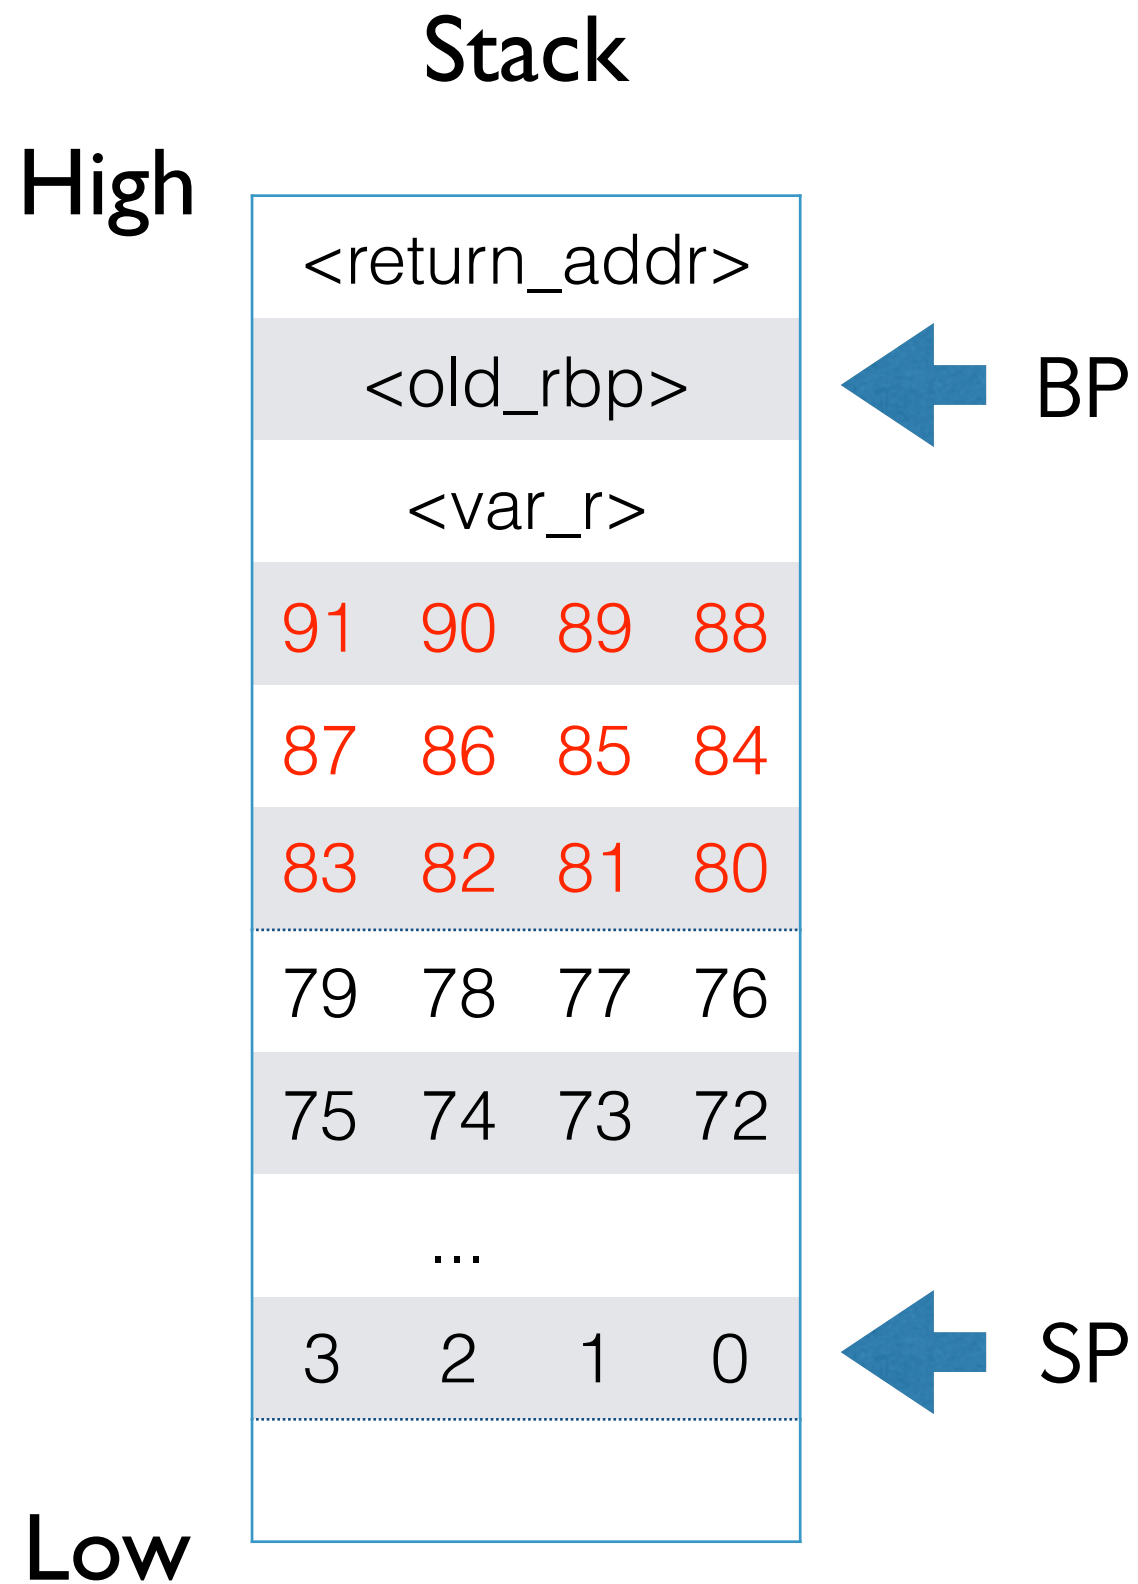 Stack
High
<return_addr>
<old_rbp>
BP
<var_r>
91 90 89 88
87 86 85 84
83 82 81 80
79 78 77 76
75 74 73 72
...
3 2 1 0
SP
Low